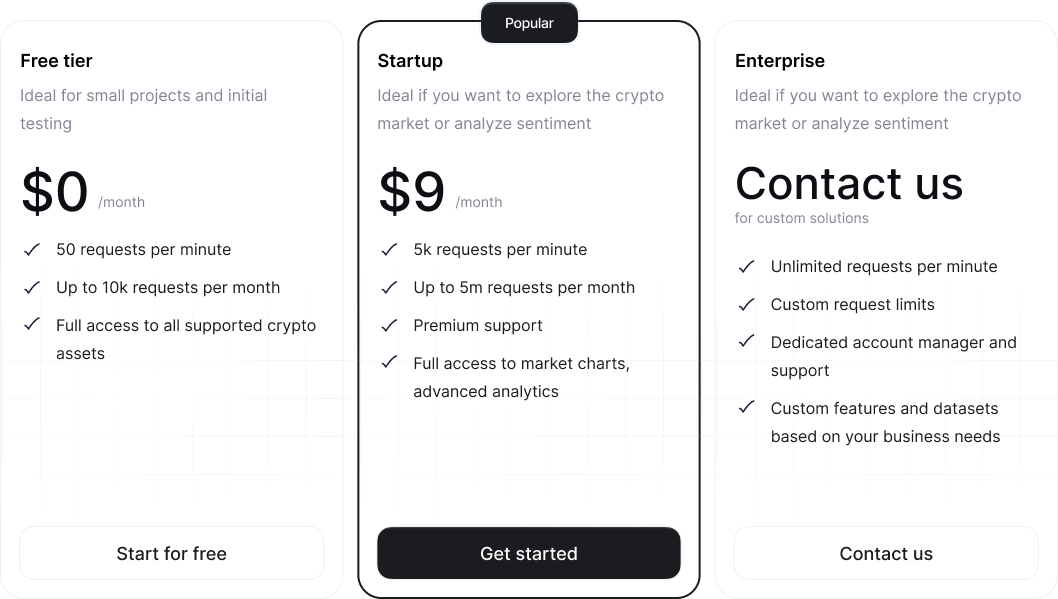 Free tier
Ideal for small projects and initial
testing
$0 /month
50 requests per minute
Up to 10k requests per month
Full access to all supported crypto
assets
Start for free
Popular
Startup
Ideal if you want to explore the crypto
market or analyze sentiment
$9 /month
5k requests per minute
Up to 5m requests per month
Premium support
Full access to market charts,
advanced analytics
Get started
Enterprise
Ideal if you want to explore the crypto
market or analyze sentiment
Contact us
for custom solutions
Unlimited requests per minute
Custom request limits
Dedicated account manager and
support
Custom features and datasets
based on your business needs
Contact us